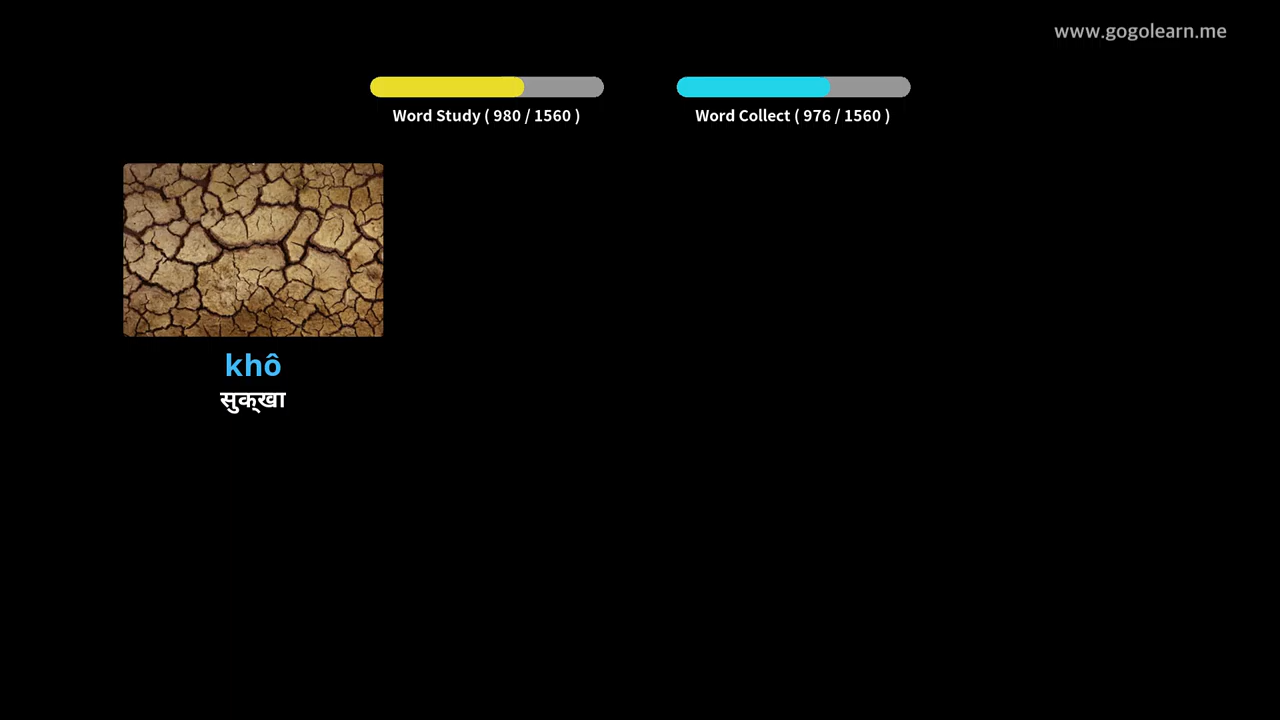 www.gogolearn.me
Word Study ( 980 / 1560 )
Word Collect ( 976 / 1560 )
khô
सुक्खा